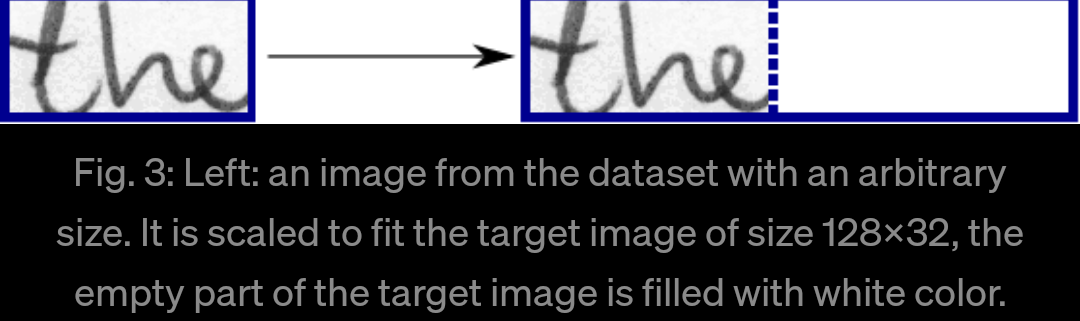 the the
Fig. 3: Left: an image from the dataset with an arbitrary
size. It is scaled to fit the target image of size 128×32, the
empty part of the target image is filled with white color.